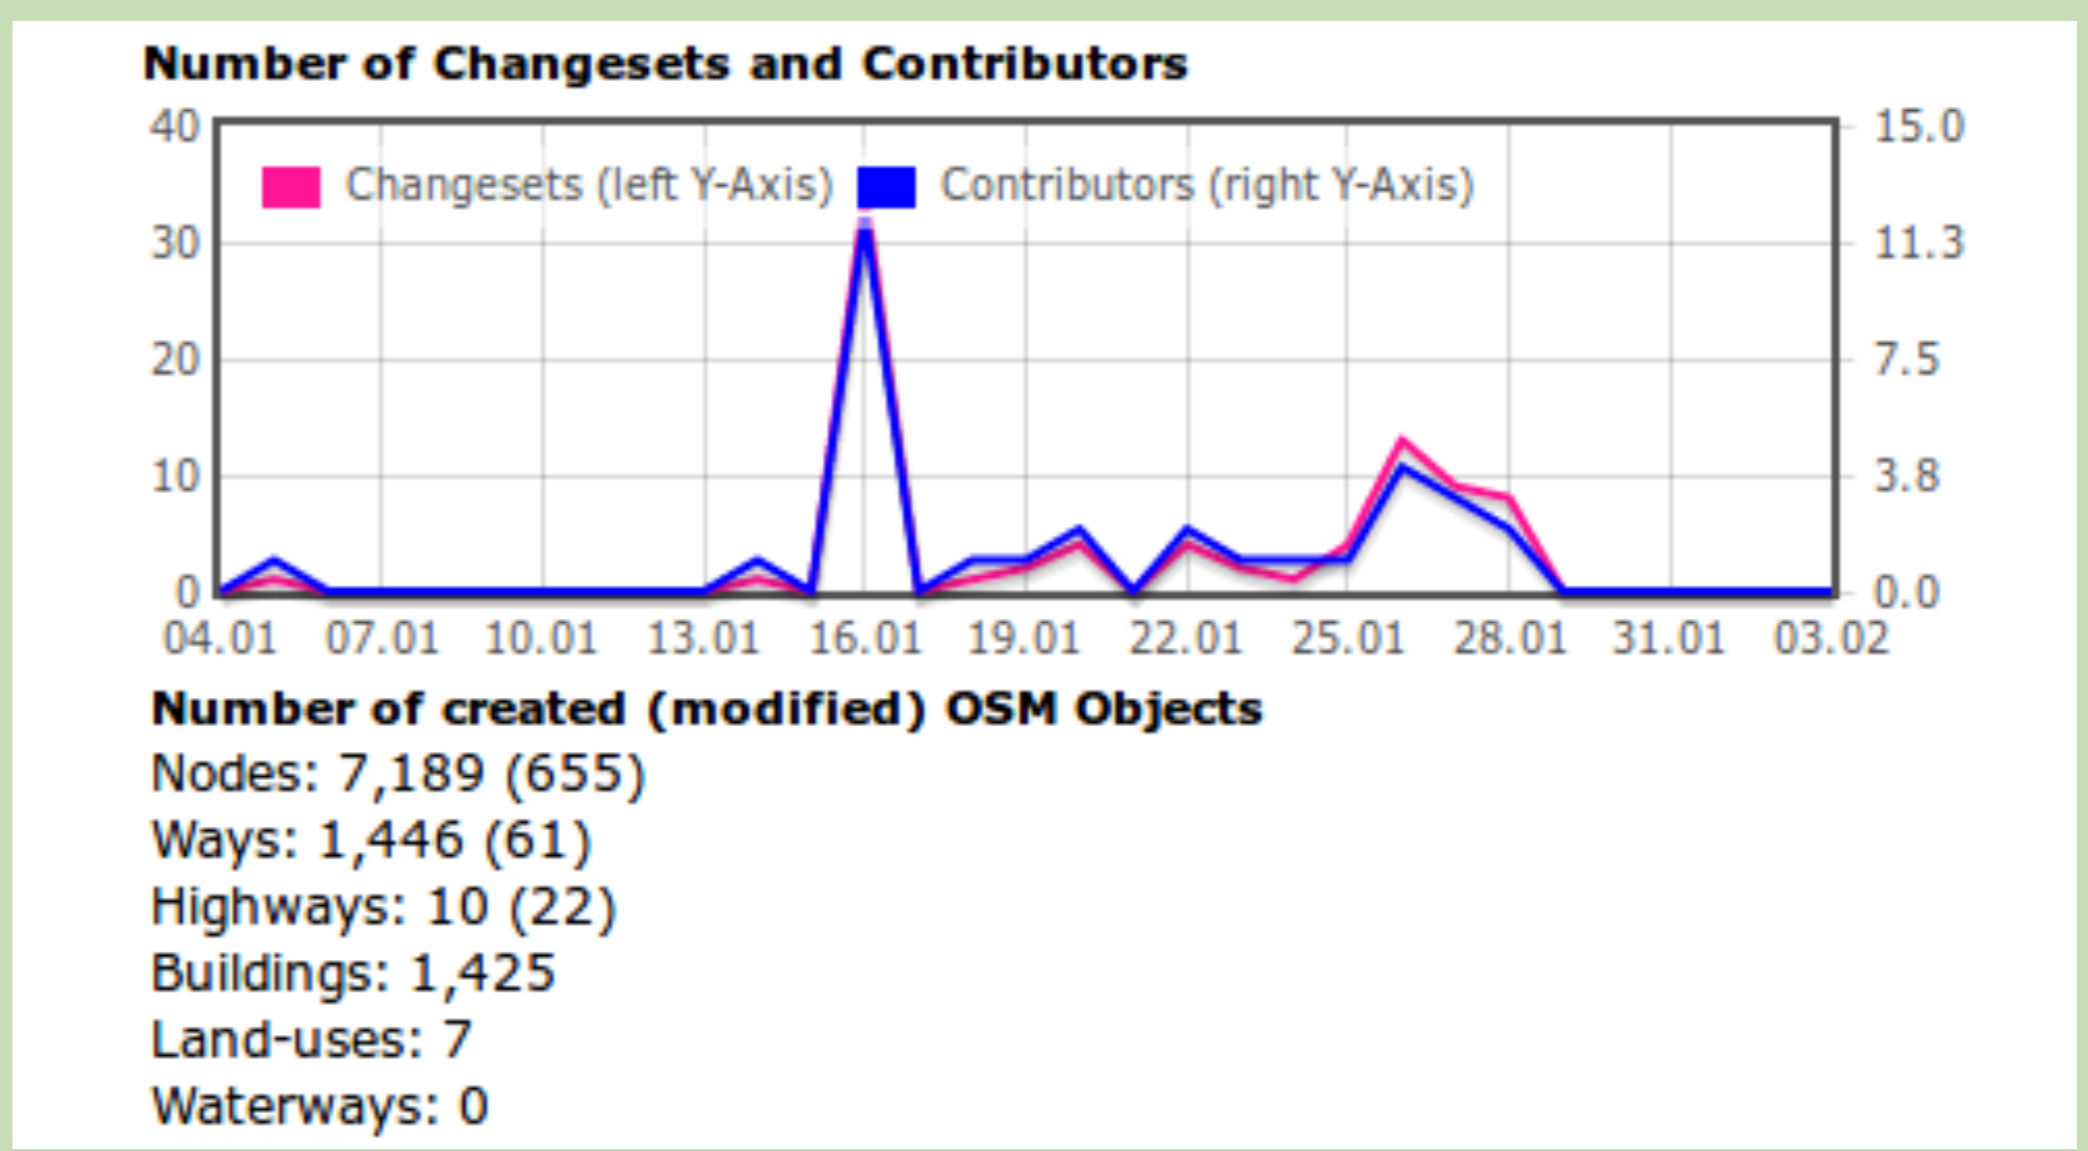 Number of Changesets and Contributors
40 15.0
Changesets (left Y-Axis) Contributors (right Y-Axis)
30 11.3
20 7.5
10 3.8
0 0.0
04.01 07.01 10.01 13.01 16.01 19.01 22.01 25.01 28.01 31.01 03.02
Number of created (modified) OSM Objects
Nodes: 7,189 (655)
Ways: 1,446 (61)
Highways: 10 (22)
Buildings: 1,425
Land-uses: 7
Waterways: 0